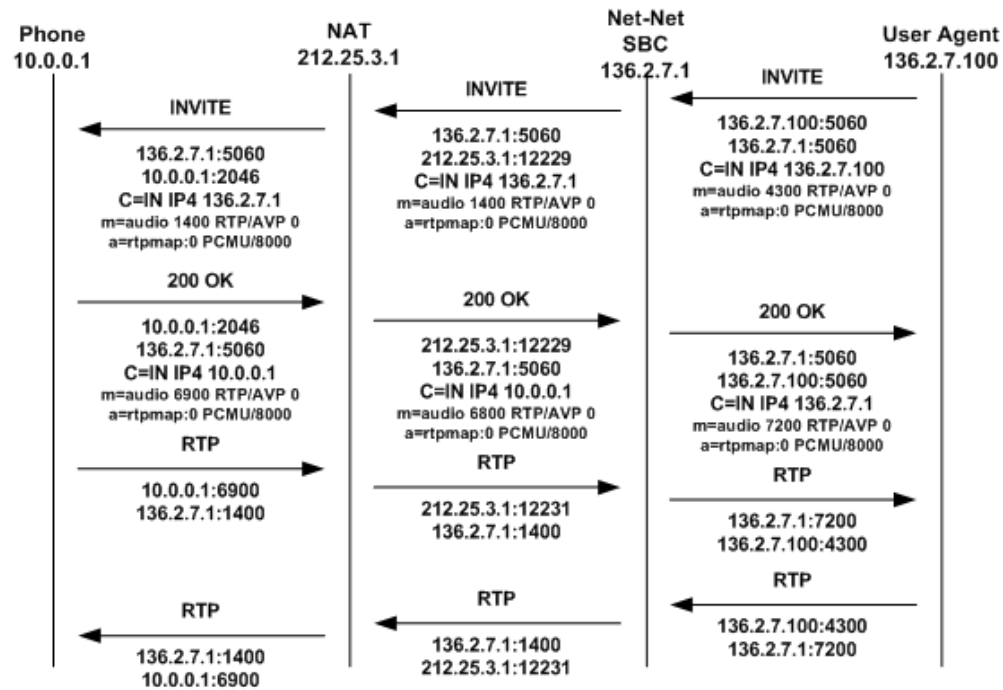 Phone
10.0.0.1
NAT
212.25.3.1
Net-Net
SBC
136.2.7.1
User Agent
136.2.7.100
INVITE
136.2.7.1:5060
10.0.0.1:2046
C=IN IP4 136.2.7.1
m=audio 1400 RTP/AVP 0
a=rtpmap:0 PCMU/8000
INVITE
136.2.7.1:5060
212.25.3.1:12229
C=IN IP4 136.2.7.1
m=audio 1400 RTP/AVP 0
a=rtpmap:0 PCMU/8000
INVITE
136.2.7.100:5060
136.2.7.1:5060
C=IN IP4 136.2.7.100
m=audio 4300 RTP/AVP 0
a=rtpmap:0 PCMU/8000
200 OK
10.0.0.1:2046
136.2.7.1:5060
C=IN IP4 10.0.0.1
m=audio 6900 RTP/AVP 0
a=rtpmap:0 PCMU/8000
200 OK
212.25.3.1:12229
136.2.7.1:5060
C=IN IP4 10.0.0.1
m=audio 6800 RTP/AVP 0
a=rtpmap:0 PCMU/8000
200 OK
136.2.7.1:5060
136.2.7.100:5060
C=IN IP4 136.2.7.1
m=audio 7200 RTP/AVP 0
a=rtpmap:0 PCMU/8000
RTP
10.0.0.1:6900
136.2.7.1:1400
RTP
212.25.3.1:12231
136.2.7.1:1400
RTP
136.2.7.1:7200
136.2.7.100:4300
RTP
136.2.7.1:1400
10.0.0.1:6900
RTP
136.2.7.1:1400
212.25.3.1:12231
RTP
136.2.7.100:4300
136.2.7.1:7200